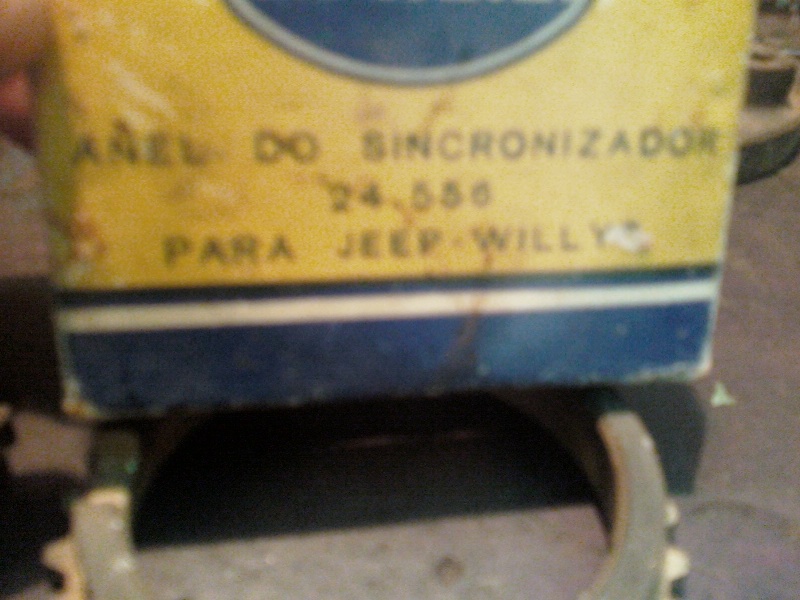 ANEL DO SINCRONIZADOR
24.556
PARA JEEP-WILLYS